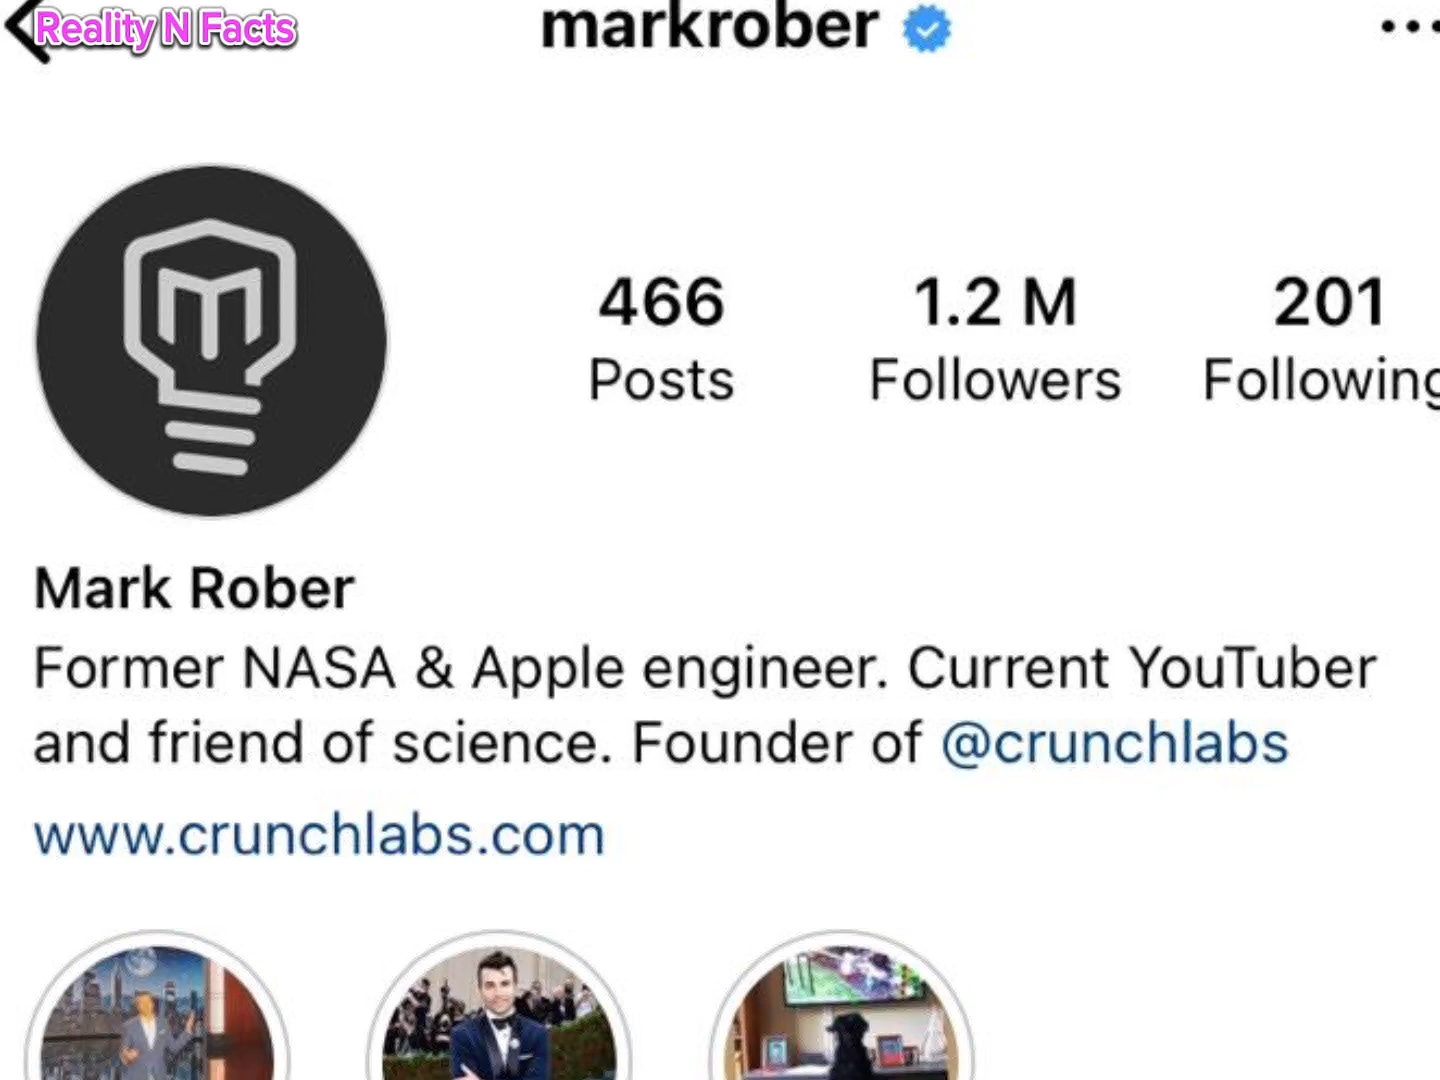 Reality N Facts
markrober
466
Posts
1.2 M
Followers
201
Following
Mark Rober
Former NASA & Apple engineer. Current YouTuber
and friend of science. Founder of @crunchlabs
www.crunchlabs.com